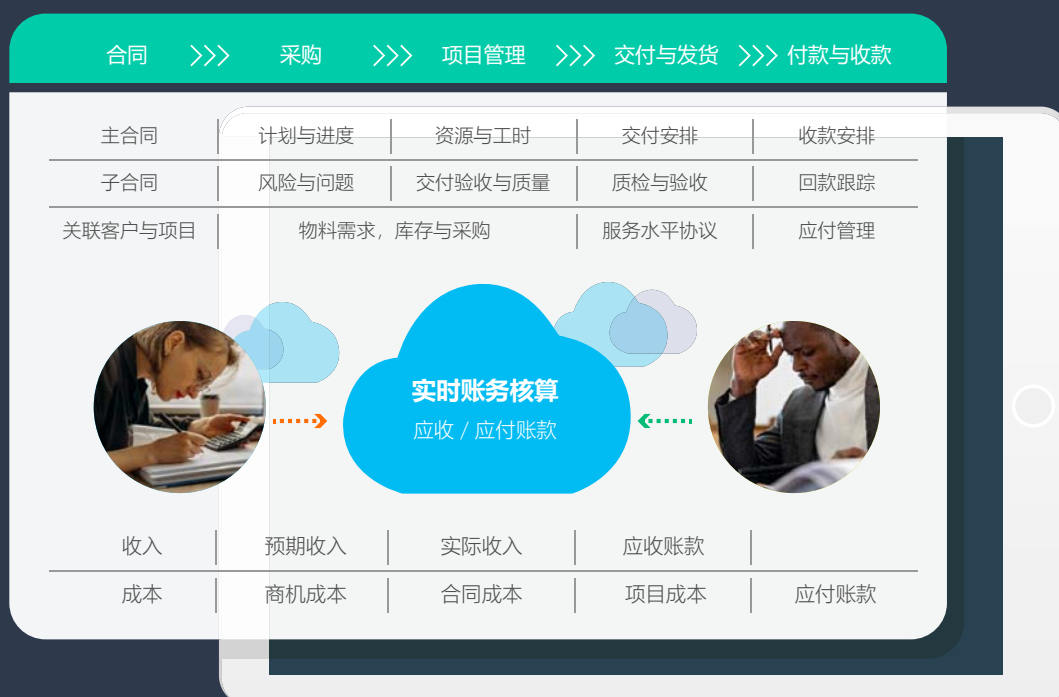 合同 采购 项目管理 交付与发货 付款与收款
主合同 计划与进度 资源与工时 交付安排 收款安排
子合同 风险与问题 交付验收与质量 质检与验收 回款跟踪
关联客户与项目 物料需求，库存与采购 服务水平协议 应付管理
实时账务核算
应收 / 应付账款
收入 预期收入 实际收入 应收账款
成本 商机成本 合同成本 项目成本 应付账款